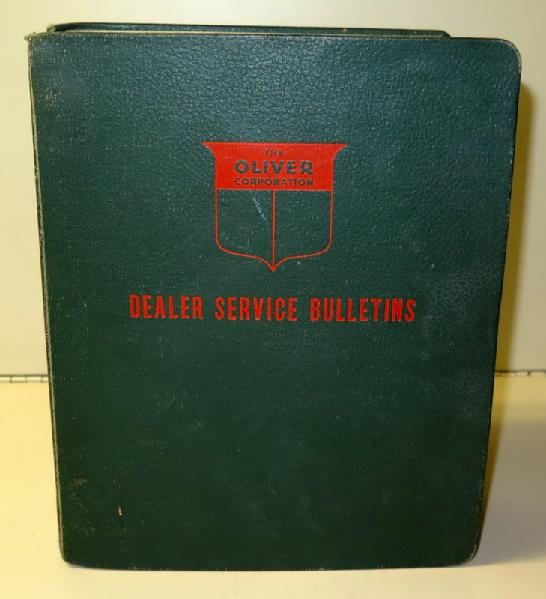 THE
OLIVER
CORPORATION
DEALER SERVICE BULLETINS